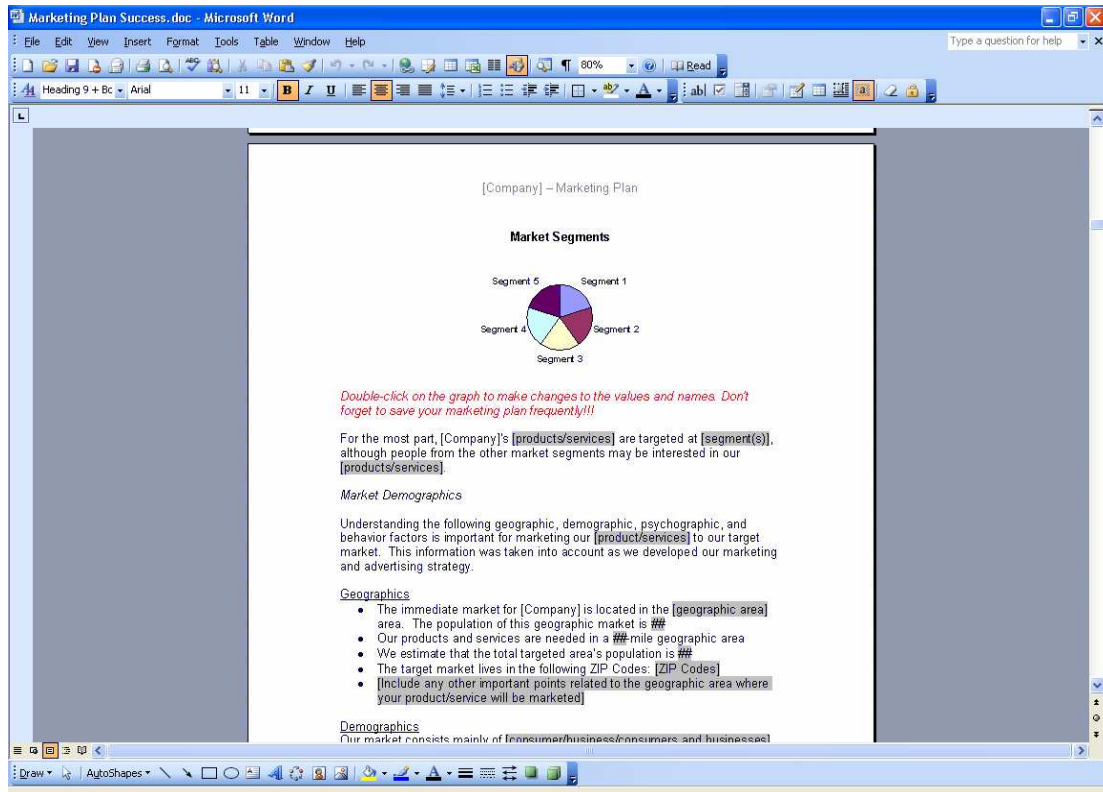 Marketing Plan Success.doc - Microsoft Word
File Edit View Insert Format Tools Table Window Help
Type a question for help
80%
Read
Heading 9 + Bc
Arial
11
B I U
[Company] – Marketing Plan
Market Segments
Segment 5
Segment 1
Segment 4
Segment 2
Segment 3
Double-click on the graph to make changes to the values and names. Don't
forget to save your marketing plan frequently!!!
For the most part, [Company]'s [products/services] are targeted at [segment(s)],
although people from the other market segments may be interested in our
[products/services].
Market Demographics
Understanding the following geographic, demographic, psychographic, and
behavior factors is important for marketing our [product/services] to our target
market. This information was taken into account as we developed our marketing
and advertising strategy.
Geographics
• The immediate market for [Company] is located in the [geographic area]
area. The population of this geographic market is ##
• Our products and services are needed in a ##-mile geographic area
• We estimate that the total targeted area's population is ##
• The target market lives in the following ZIP Codes: [ZIP Codes]
• [Include any other important points related to the geographic area where
your product/service will be marketed]
Demographics
Our market consists mainly of [consumer/business/consumers and businesses]
Draw AutoShapes